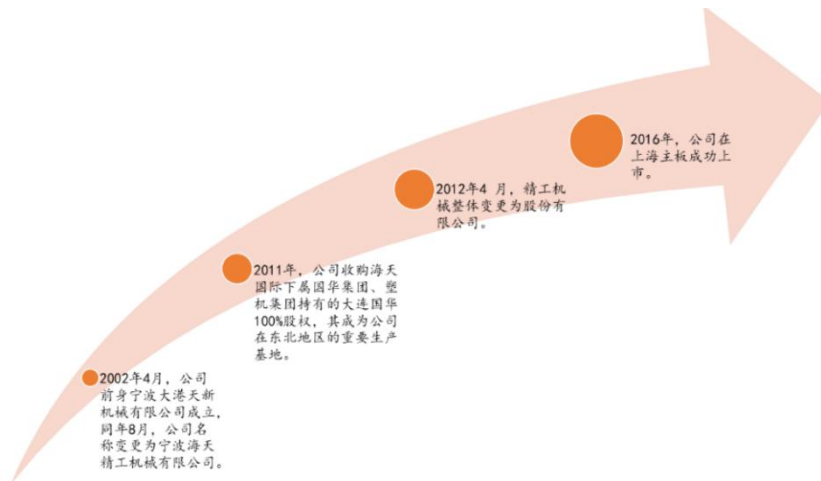 2016年，公司在
上海主板成功上
市。
2012年4 月，精工机
械整体变更为股份有
限公司。
2011年，公司收购海天
国际下属国华集团、塑
机集团持有的大连国华
100%股权，其成为公司
在东北地区的重要生产
基地。
2002年4月，公司
前身宁波大港天新
机械有限公司成立，
同年8月，公司名
称变更为宁波海天
精工机械有限公司。